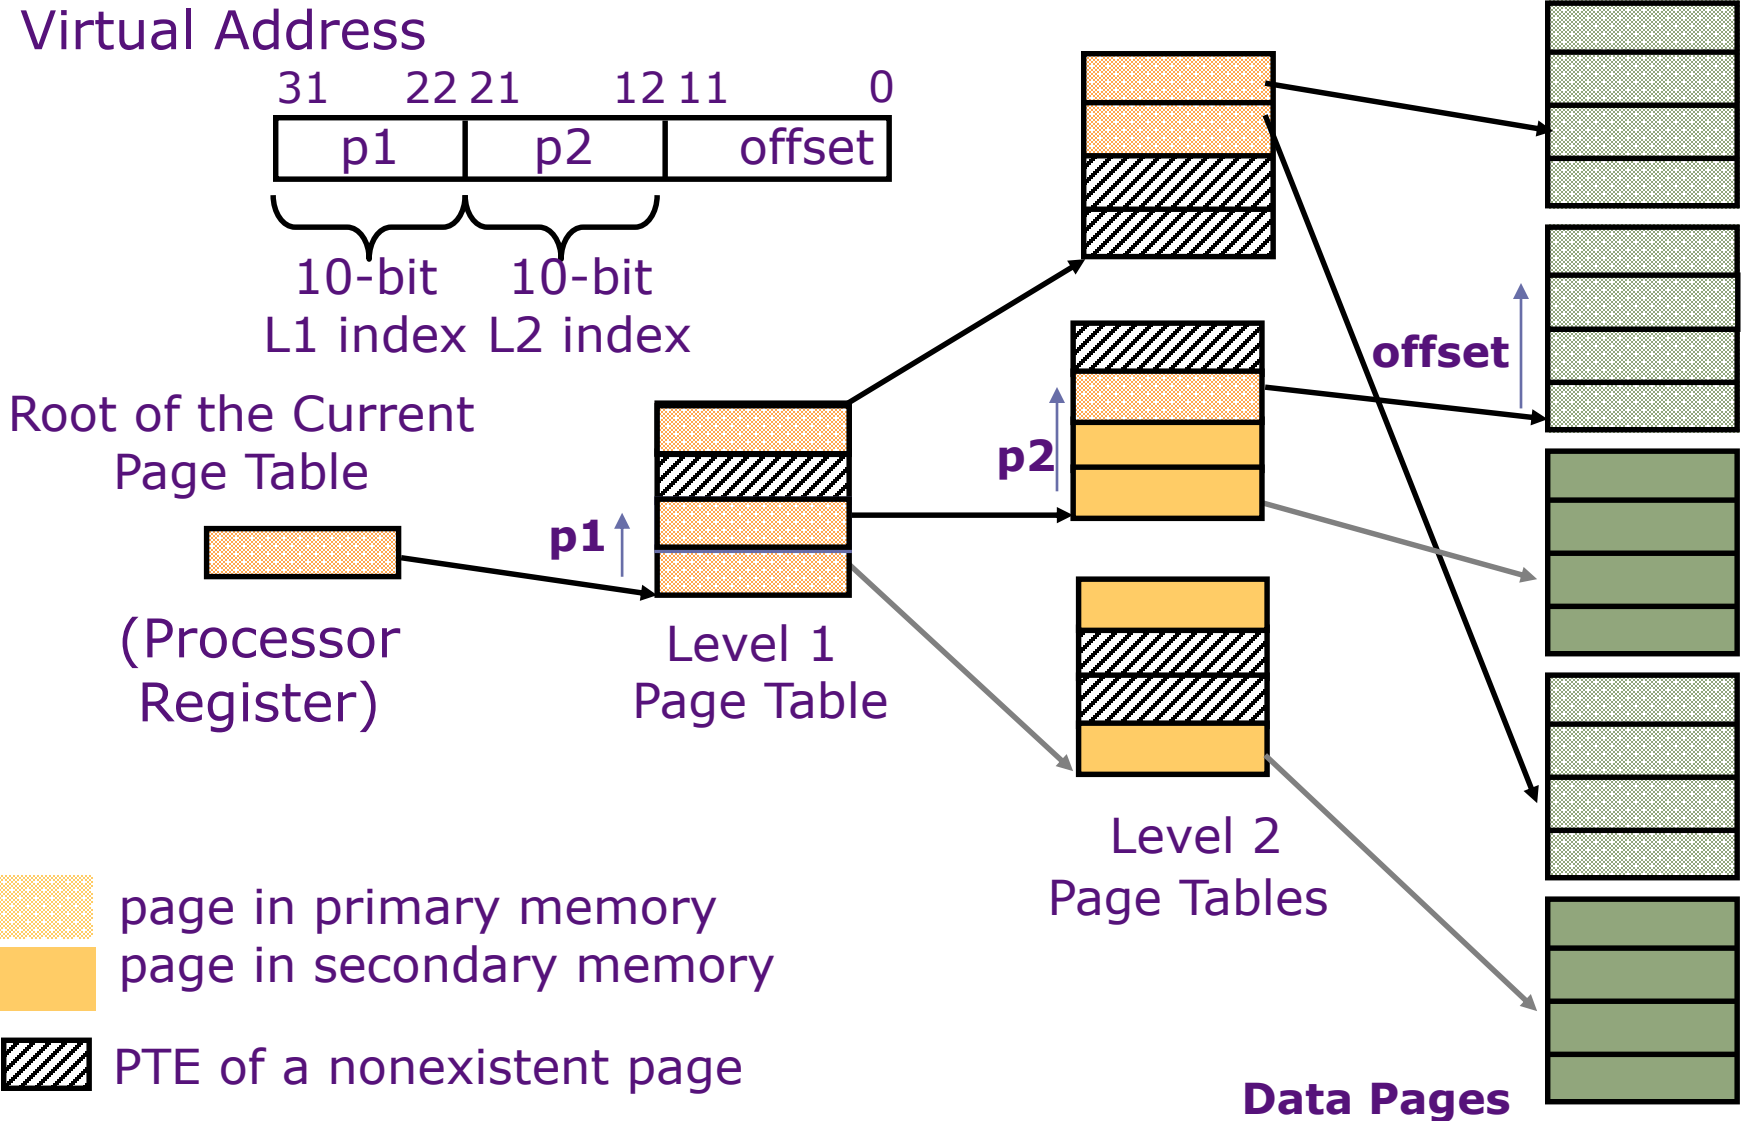 Virtual Address
31 22 21 12 11 0
p1 p2 offset
10-bit 10-bit
L1 index L2 index
Root of the Current
Page Table
(Processor
Register)
p1
Level 1
Page Table
p2
offset
Level 2
Page Tables
page in primary memory
page in secondary memory
PTE of a nonexistent page
Data Pages